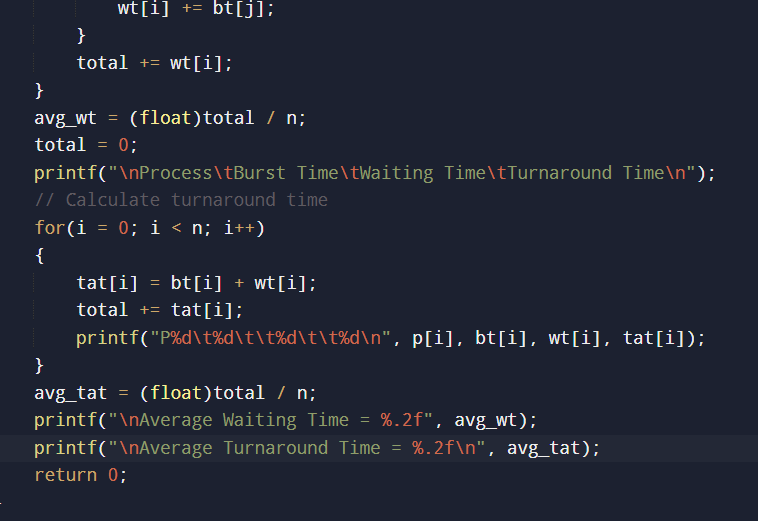 wt[i] += bt[j];
}
total += wt[i];
}
avg_wt = (float)total / n;
total = 0;
printf("\nProcess\tBurst Time\tWaiting Time\tTurnaround Time\n");
// Calculate turnaround time
for(i = 0; i < n; i++)
{
tat[i] = bt[i] + wt[i];
total += tat[i];
printf("P%d\t%d\t\t%d\t\t%d\n", p[i], bt[i], wt[i], tat[i]);
}
avg_tat = (float)total / n;
printf("\nAverage Waiting Time = %.2f", avg_wt);
printf("\nAverage Turnaround Time = %.2f\n", avg_tat);
return 0;